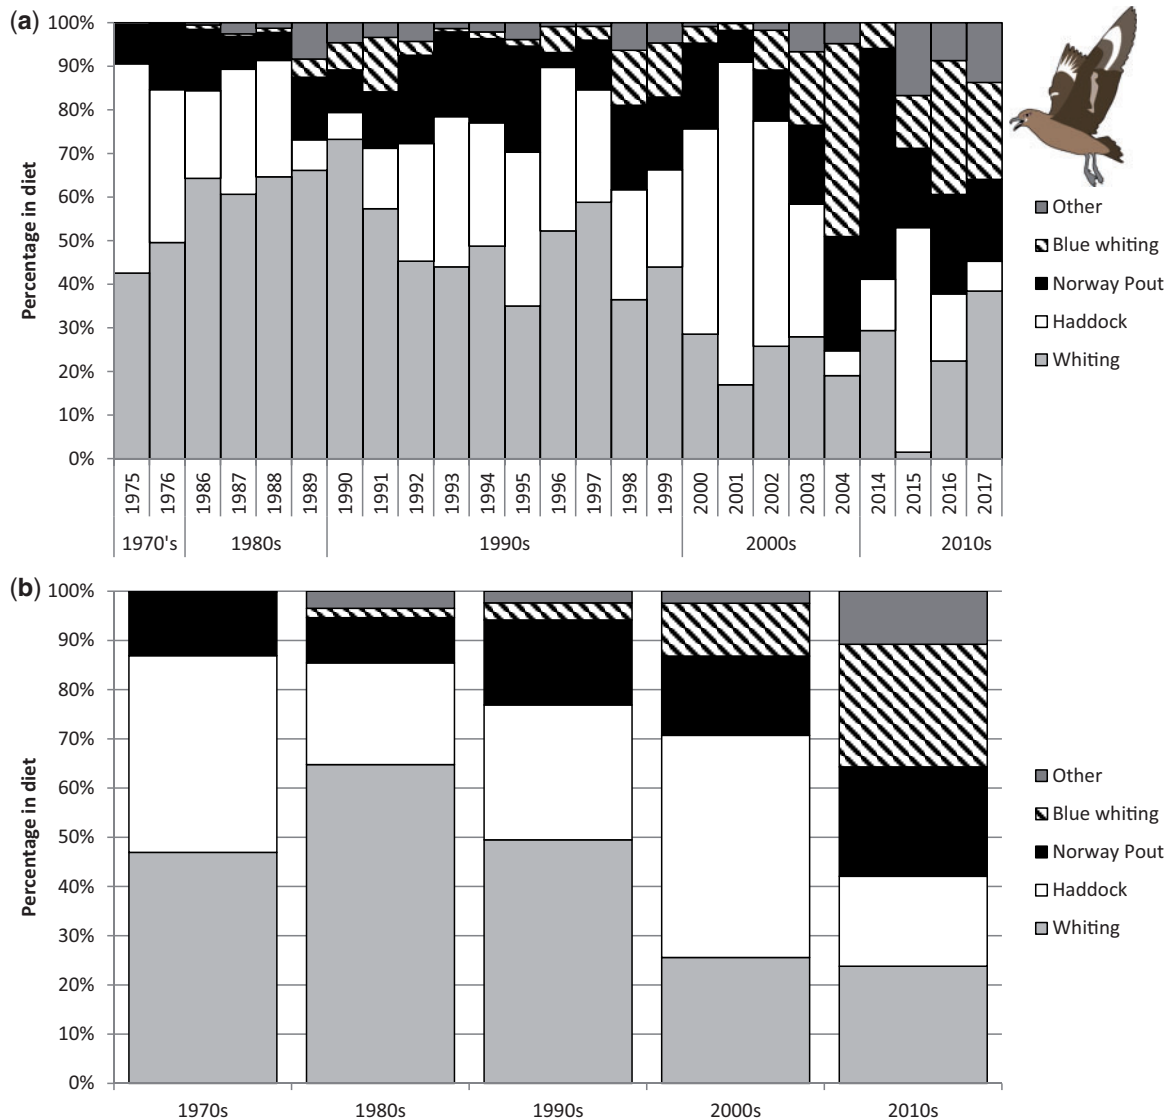 (a)
100%
90%
80%
70%
60%
50%
40%
30%
20%
10%
0%
Percentage in diet
1975 1976 1986 1987 1988 1989 1990 1991 1992 1993 1994 1995 1996 1997 1998 1999 2000 2001 2002 2003 2004 2014 2015 2016 2017
1970's 1980s 1990s 2000s 2010s
Other
Blue whiting
Norway Pout
Haddock
Whiting
(b)
100%
90%
80%
70%
60%
50%
40%
30%
20%
10%
0%
Percentage in diet
1970s 1980s 1990s 2000s 2010s
Other
Blue whiting
Norway Pout
Haddock
Whiting